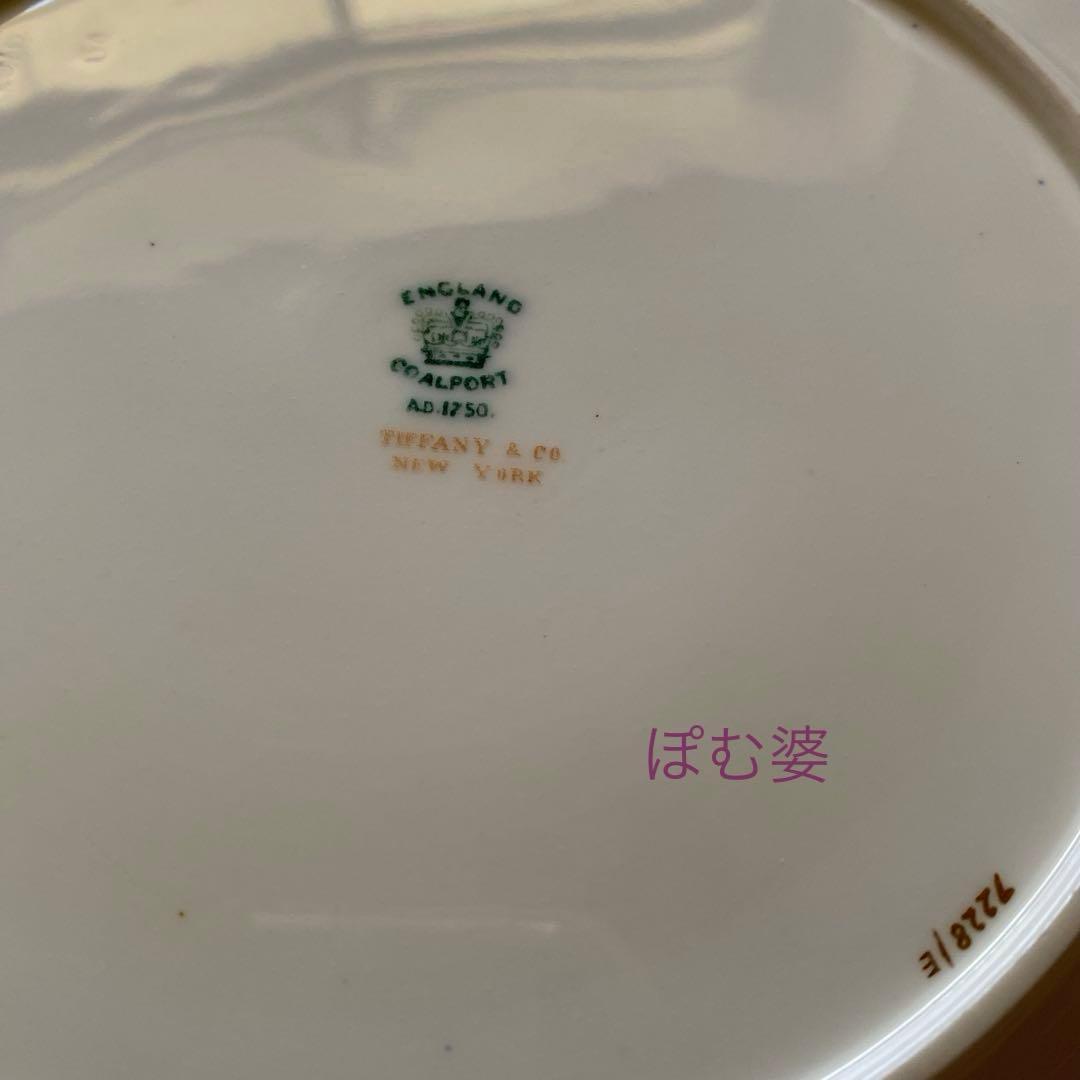 ENGLAND
COALPORT
A.D.1750.
TIFFANY & CO.
NEW YORK
ぽむ婆
7228/E